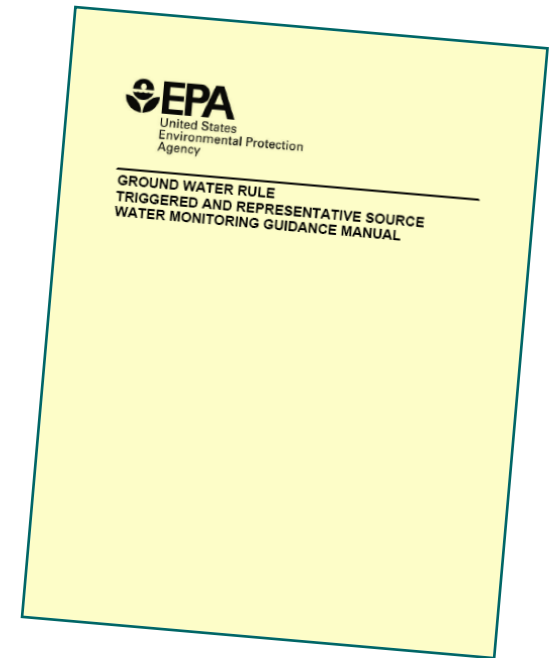 EPA
United States
Environmental Protection
Agency
GROUND WATER RULE
TRIGGERED AND REPRESENTATIVE SOURCE
WATER MONITORING GUIDANCE MANUAL